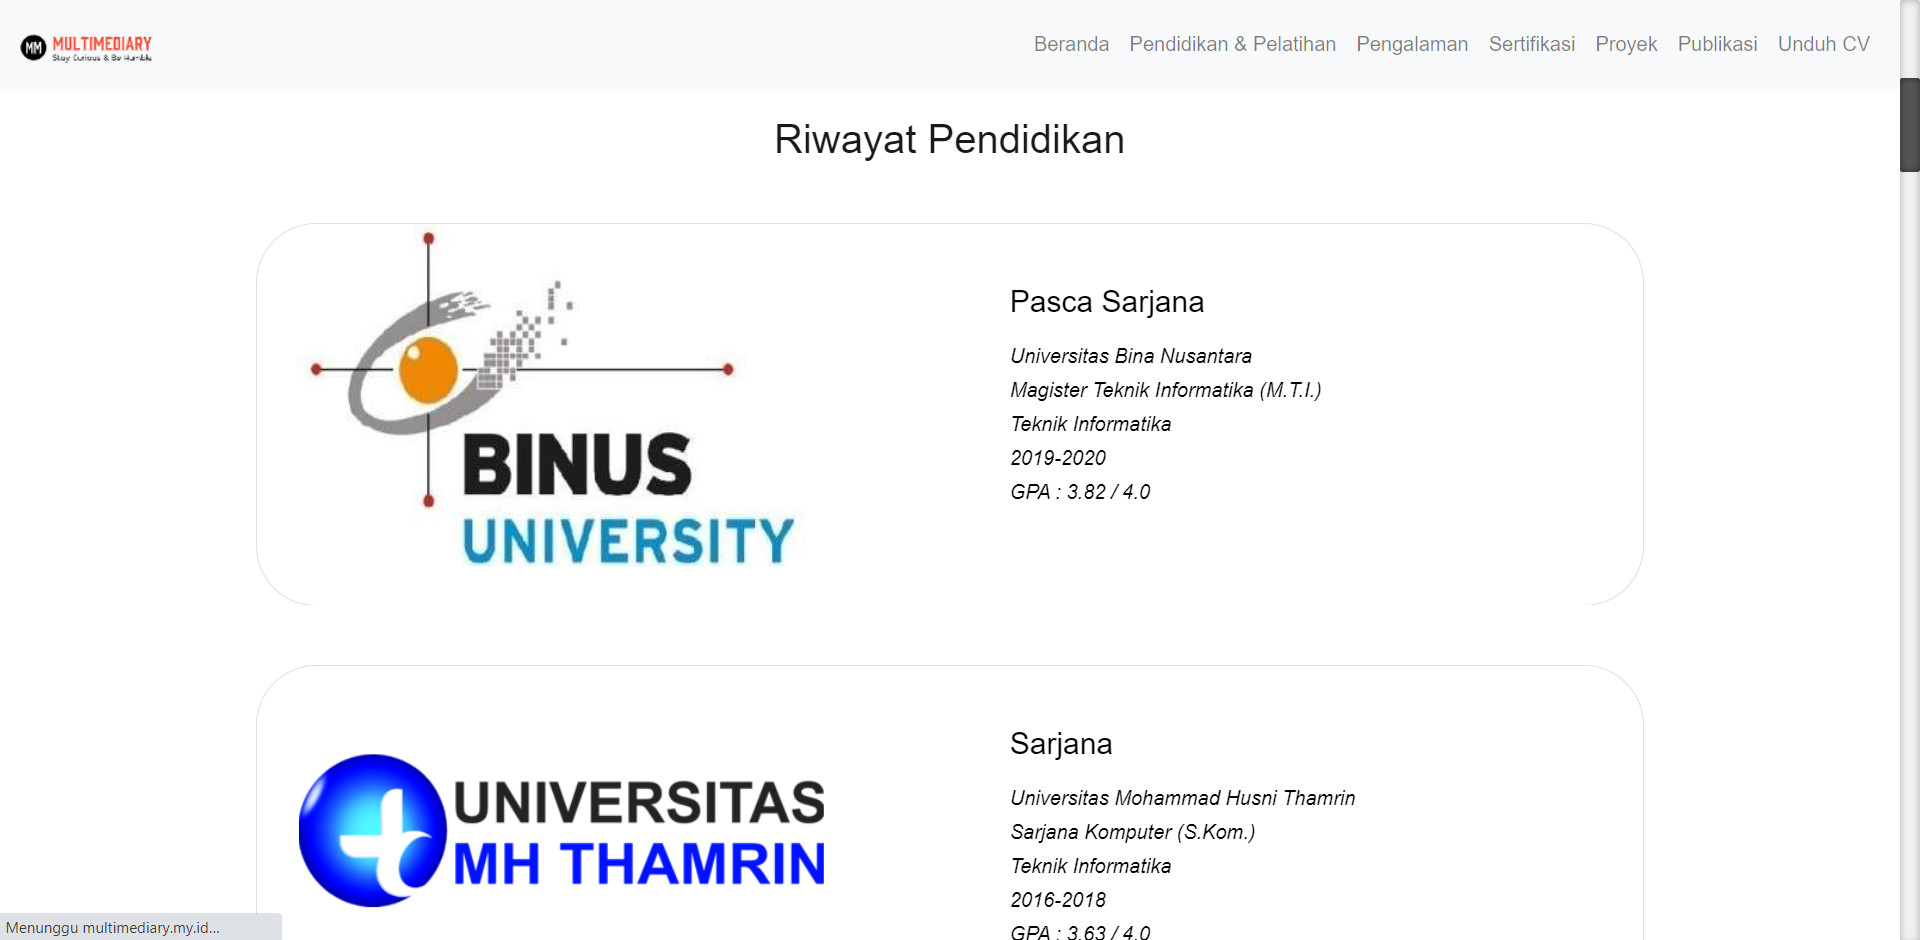 MM MULTIMEDIARY
Stay Curious & Be Humble
Beranda Pendidikan & Pelatihan Pengalaman Sertifikasi Proyek Publikasi Unduh CV
Riwayat Pendidikan
BINUS
UNIVERSITY
Pasca Sarjana
Universitas Bina Nusantara
Magister Teknik Informatika (M.T.I.)
Teknik Informatika
2019-2020
GPA : 3.82 / 4.0
UNIVERSITAS
MH THAMRIN
Sarjana
Universitas Mohammad Husni Thamrin
Sarjana Komputer (S.Kom.)
Teknik Informatika
2016-2018
GPA : 3.63 / 4.0
Menunggu multimediary.my.id...